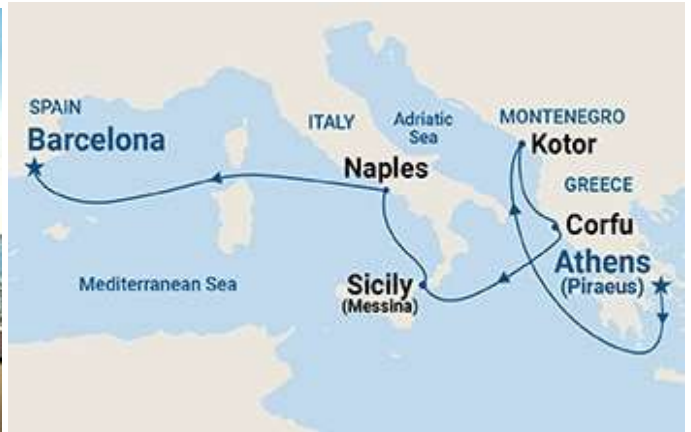 SPAIN
Barcelona
ITALY
Adriatic
Sea
MONTENEGRO
Kotor
Naples
GREECE
Corfu
Athens
(Piraeus)
Mediterranean Sea
Sicily
(Messina)